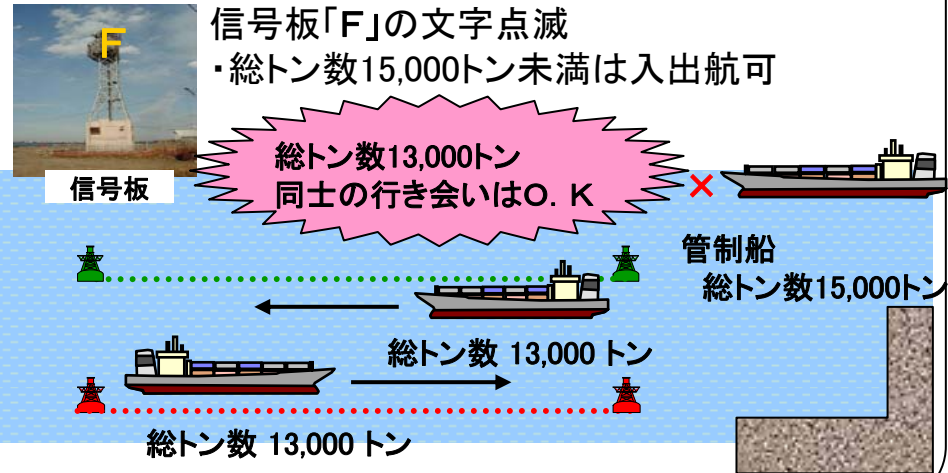 信号板「F」の文字点滅
・総トン数15,000トン未満は入出航可
F
信号板
総トン数13,000トン
同士の行き会いはO．K
×
管制船
総トン数15,000トン
総トン数 13,000 トン
総トン数 13,000 トン